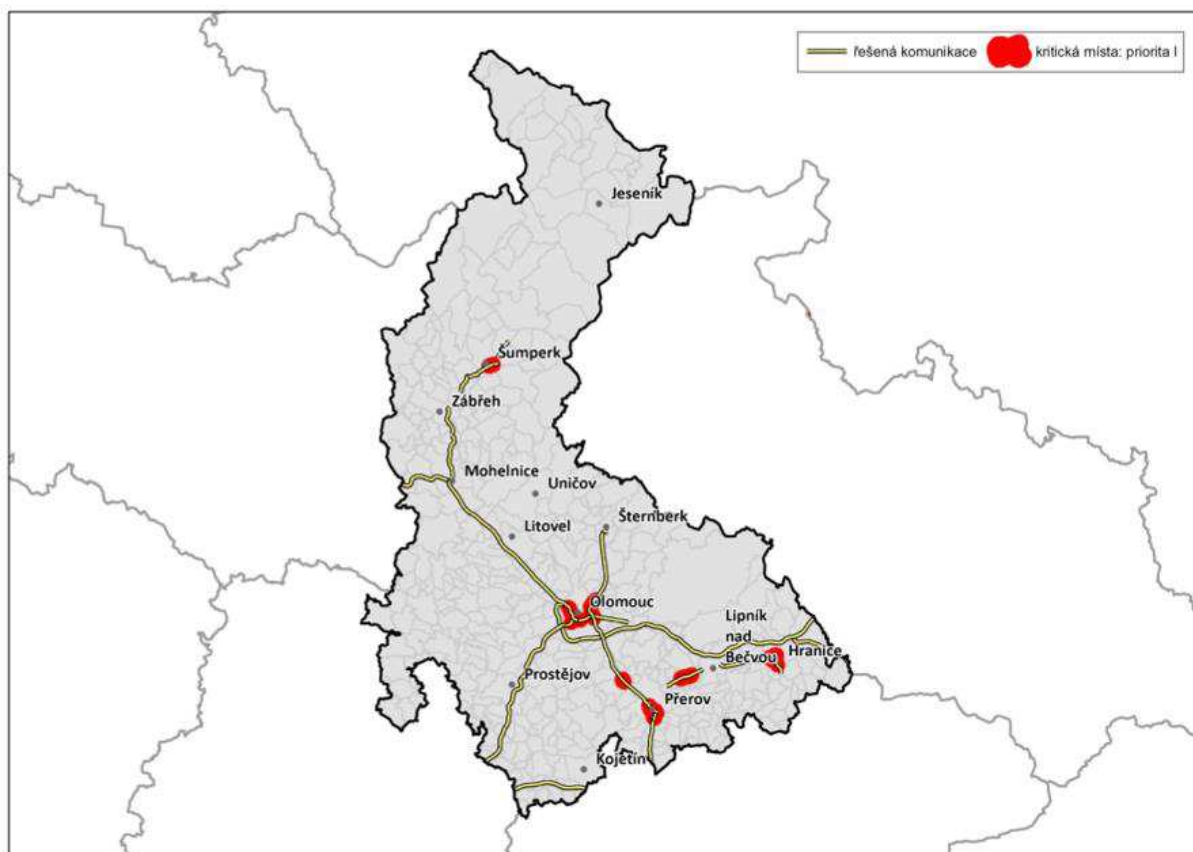 řešená komunikace
kritická místa: priorita I
Jeseník
Šumperk
Zábřeh
Mohelnice
Uničov
Litovel
Šternberk
Olomouc
Lipník
nad
Bečvou
Hranice
Prostějov
Přerov
Kojetín